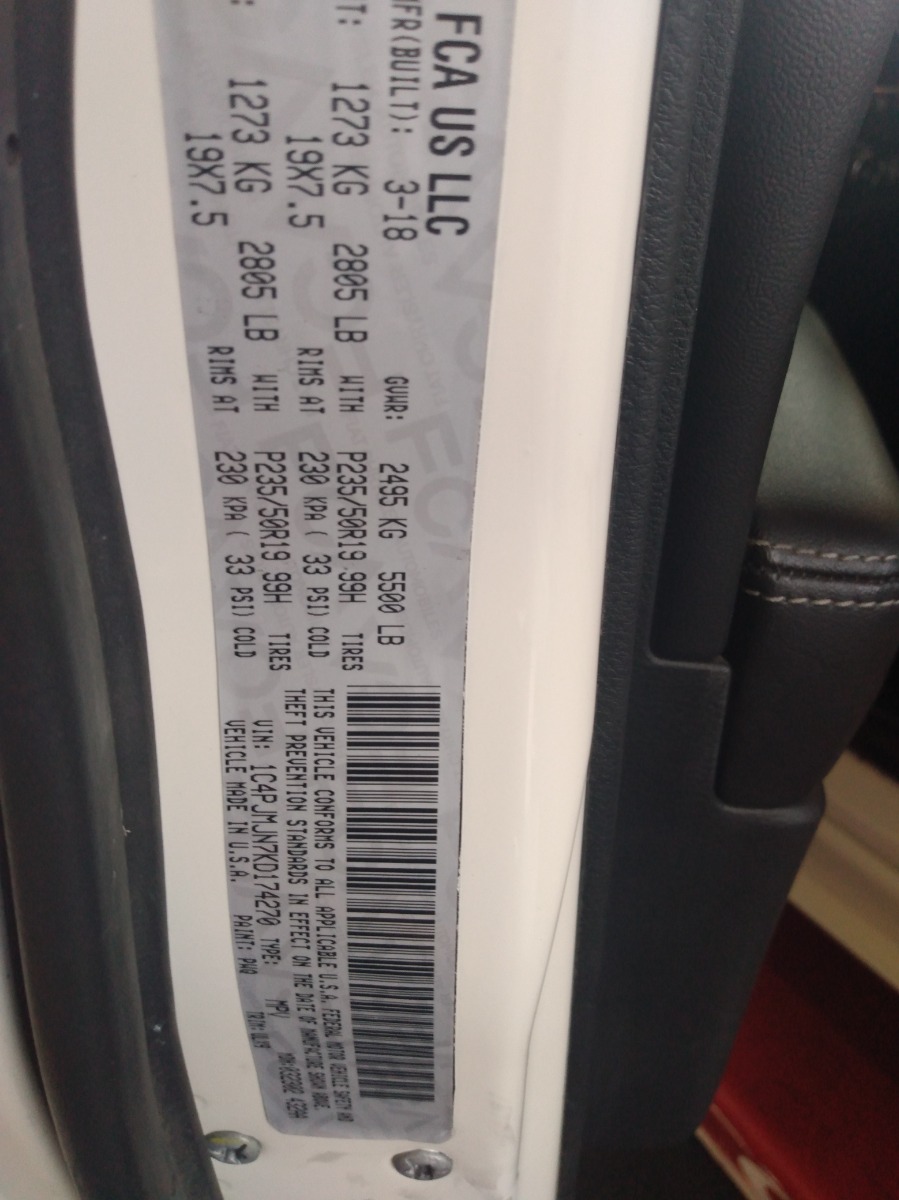 FCA US LLC
MFR(BUILT): 3-18 GVWR: 2495 KG 5500 LB
T: 1273 KG 2805 LB WITH P235/50R19 99H TIRES
19X7.5 RIMS AT 230 KPA ( 33 PSI) COLD
: 1273 KG 2805 LB WITH P235/50R19 99H TIRES
19X7.5 RIMS AT 230 KPA ( 33 PSI) COLD
THIS VEHICLE CONFORMS TO ALL APPLICABLE U.S.A. FEDERAL MOTOR VEHICLE SAFETY AND
THEFT PREVENTION STANDARDS IN EFFECT ON THE DATE OF MANUFACTURE SHOWN ABOVE.
VIN: 1C4PJMJN7KD174270 TYPE: MPV
VEHICLE MADE IN U.S.A. PAINT: PWQ TRIM: